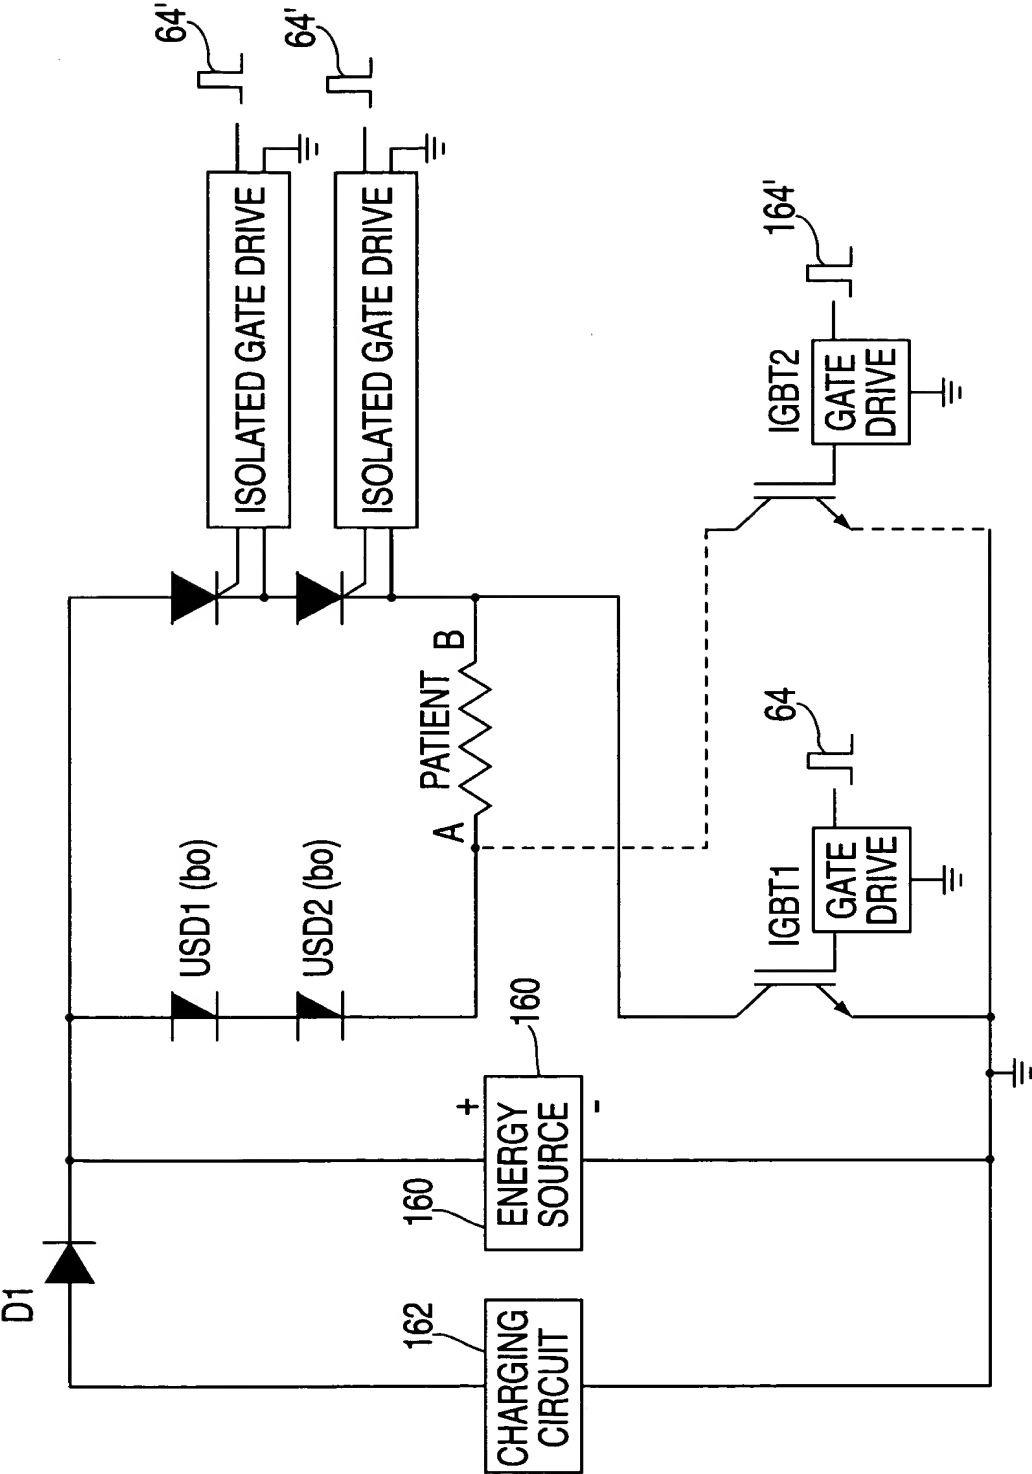 64'
64'
ISOLATED GATE DRIVE
ISOLATED GATE DRIVE
164'
IGBT2
GATE
DRIVE
B
PATIENT
A
64
USD1 (bo)
USD2 (bo)
IGBT1
GATE
DRIVE
160
+
-
160
ENERGY
SOURCE
D1
162
CHARGING
CIRCUIT